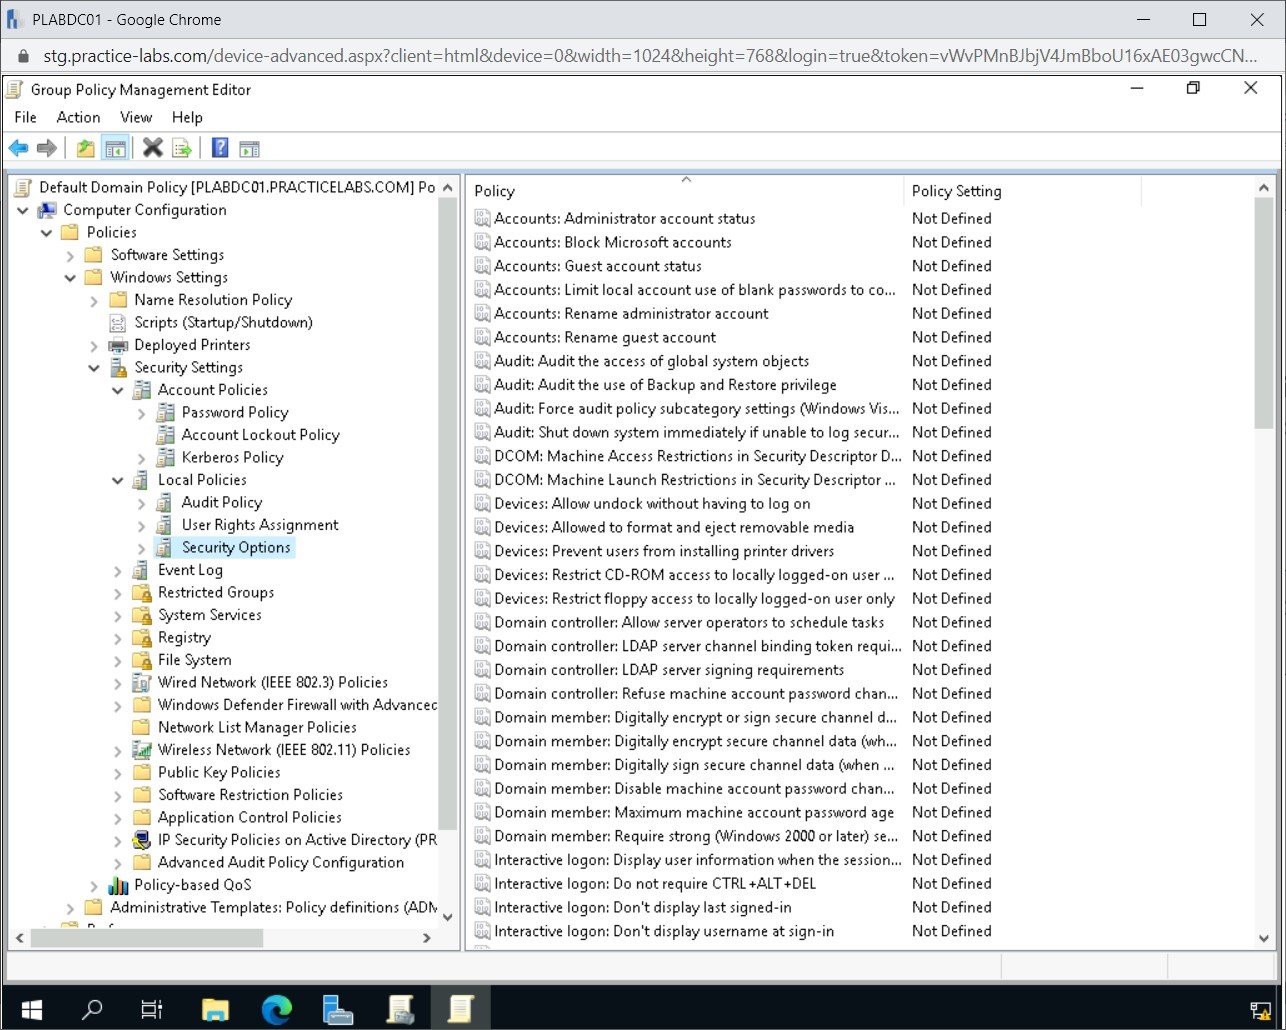 PLABDC01 - Google Chrome
stg.practice-labs.com/device-advanced.aspx?client=html&device=0&width=1024&height=768&login=true&token=vWvPMnBJbjV4JmBboU16xAE03gwcCN...
Group Policy Management Editor
File Action View Help
Default Domain Policy [PLABDC01.PRACTICELABS.COM] Po
Computer Configuration
Policies
Software Settings
Windows Settings
Name Resolution Policy
Scripts (Startup/Shutdown)
Deployed Printers
Security Settings
Account Policies
Password Policy
Account Lockout Policy
Kerberos Policy
Local Policies
Audit Policy
User Rights Assignment
Security Options
Event Log
Restricted Groups
System Services
Registry
File System
Wired Network (IEEE 802.3) Policies
Windows Defender Firewall with Advanced
Network List Manager Policies
Wireless Network (IEEE 802.11) Policies
Public Key Policies
Software Restriction Policies
Application Control Policies
IP Security Policies on Active Directory (PR
Advanced Audit Policy Configuration
Policy-based QoS
Administrative Templates: Policy definitions (ADM
Policy Policy Setting
Accounts: Administrator account status Not Defined
Accounts: Block Microsoft accounts Not Defined
Accounts: Guest account status Not Defined
Accounts: Limit local account use of blank passwords to co... Not Defined
Accounts: Rename administrator account Not Defined
Accounts: Rename guest account Not Defined
Audit: Audit the access of global system objects Not Defined
Audit: Audit the use of Backup and Restore privilege Not Defined
Audit: Force audit policy subcategory settings (Windows Vis... Not Defined
Audit: Shut down system immediately if unable to log secur... Not Defined
DCOM: Machine Access Restrictions in Security Descriptor D... Not Defined
DCOM: Machine Launch Restrictions in Security Descriptor ... Not Defined
Devices: Allow undock without having to log on Not Defined
Devices: Allowed to format and eject removable media Not Defined
Devices: Prevent users from installing printer drivers Not Defined
Devices: Restrict CD-ROM access to locally logged-on user ... Not Defined
Devices: Restrict floppy access to locally logged-on user only Not Defined
Domain controller: Allow server operators to schedule tasks Not Defined
Domain controller: LDAP server channel binding token requi... Not Defined
Domain controller: LDAP server signing requirements Not Defined
Domain controller: Refuse machine account password chan... Not Defined
Domain member: Digitally encrypt or sign secure channel d... Not Defined
Domain member: Digitally encrypt secure channel data (wh... Not Defined
Domain member: Digitally sign secure channel data (when ... Not Defined
Domain member: Disable machine account password chan... Not Defined
Domain member: Maximum machine account password age Not Defined
Domain member: Require strong (Windows 2000 or later) se... Not Defined
Interactive logon: Display user information when the session... Not Defined
Interactive logon: Do not require CTRL+ALT+DEL Not Defined
Interactive logon: Don't display last signed-in Not Defined
Interactive logon: Don't display username at sign-in Not Defined